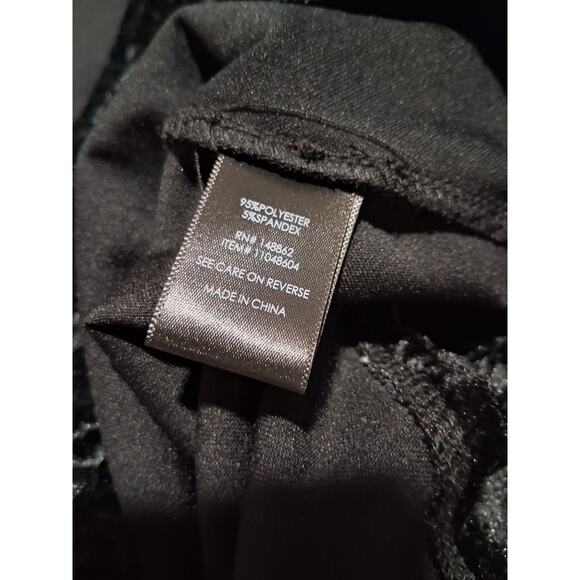 95%POLYESTER
5%SPANDEX
RN# 148862
ITEM# 11048604
SEE CARE ON REVERSE
MADE IN CHINA